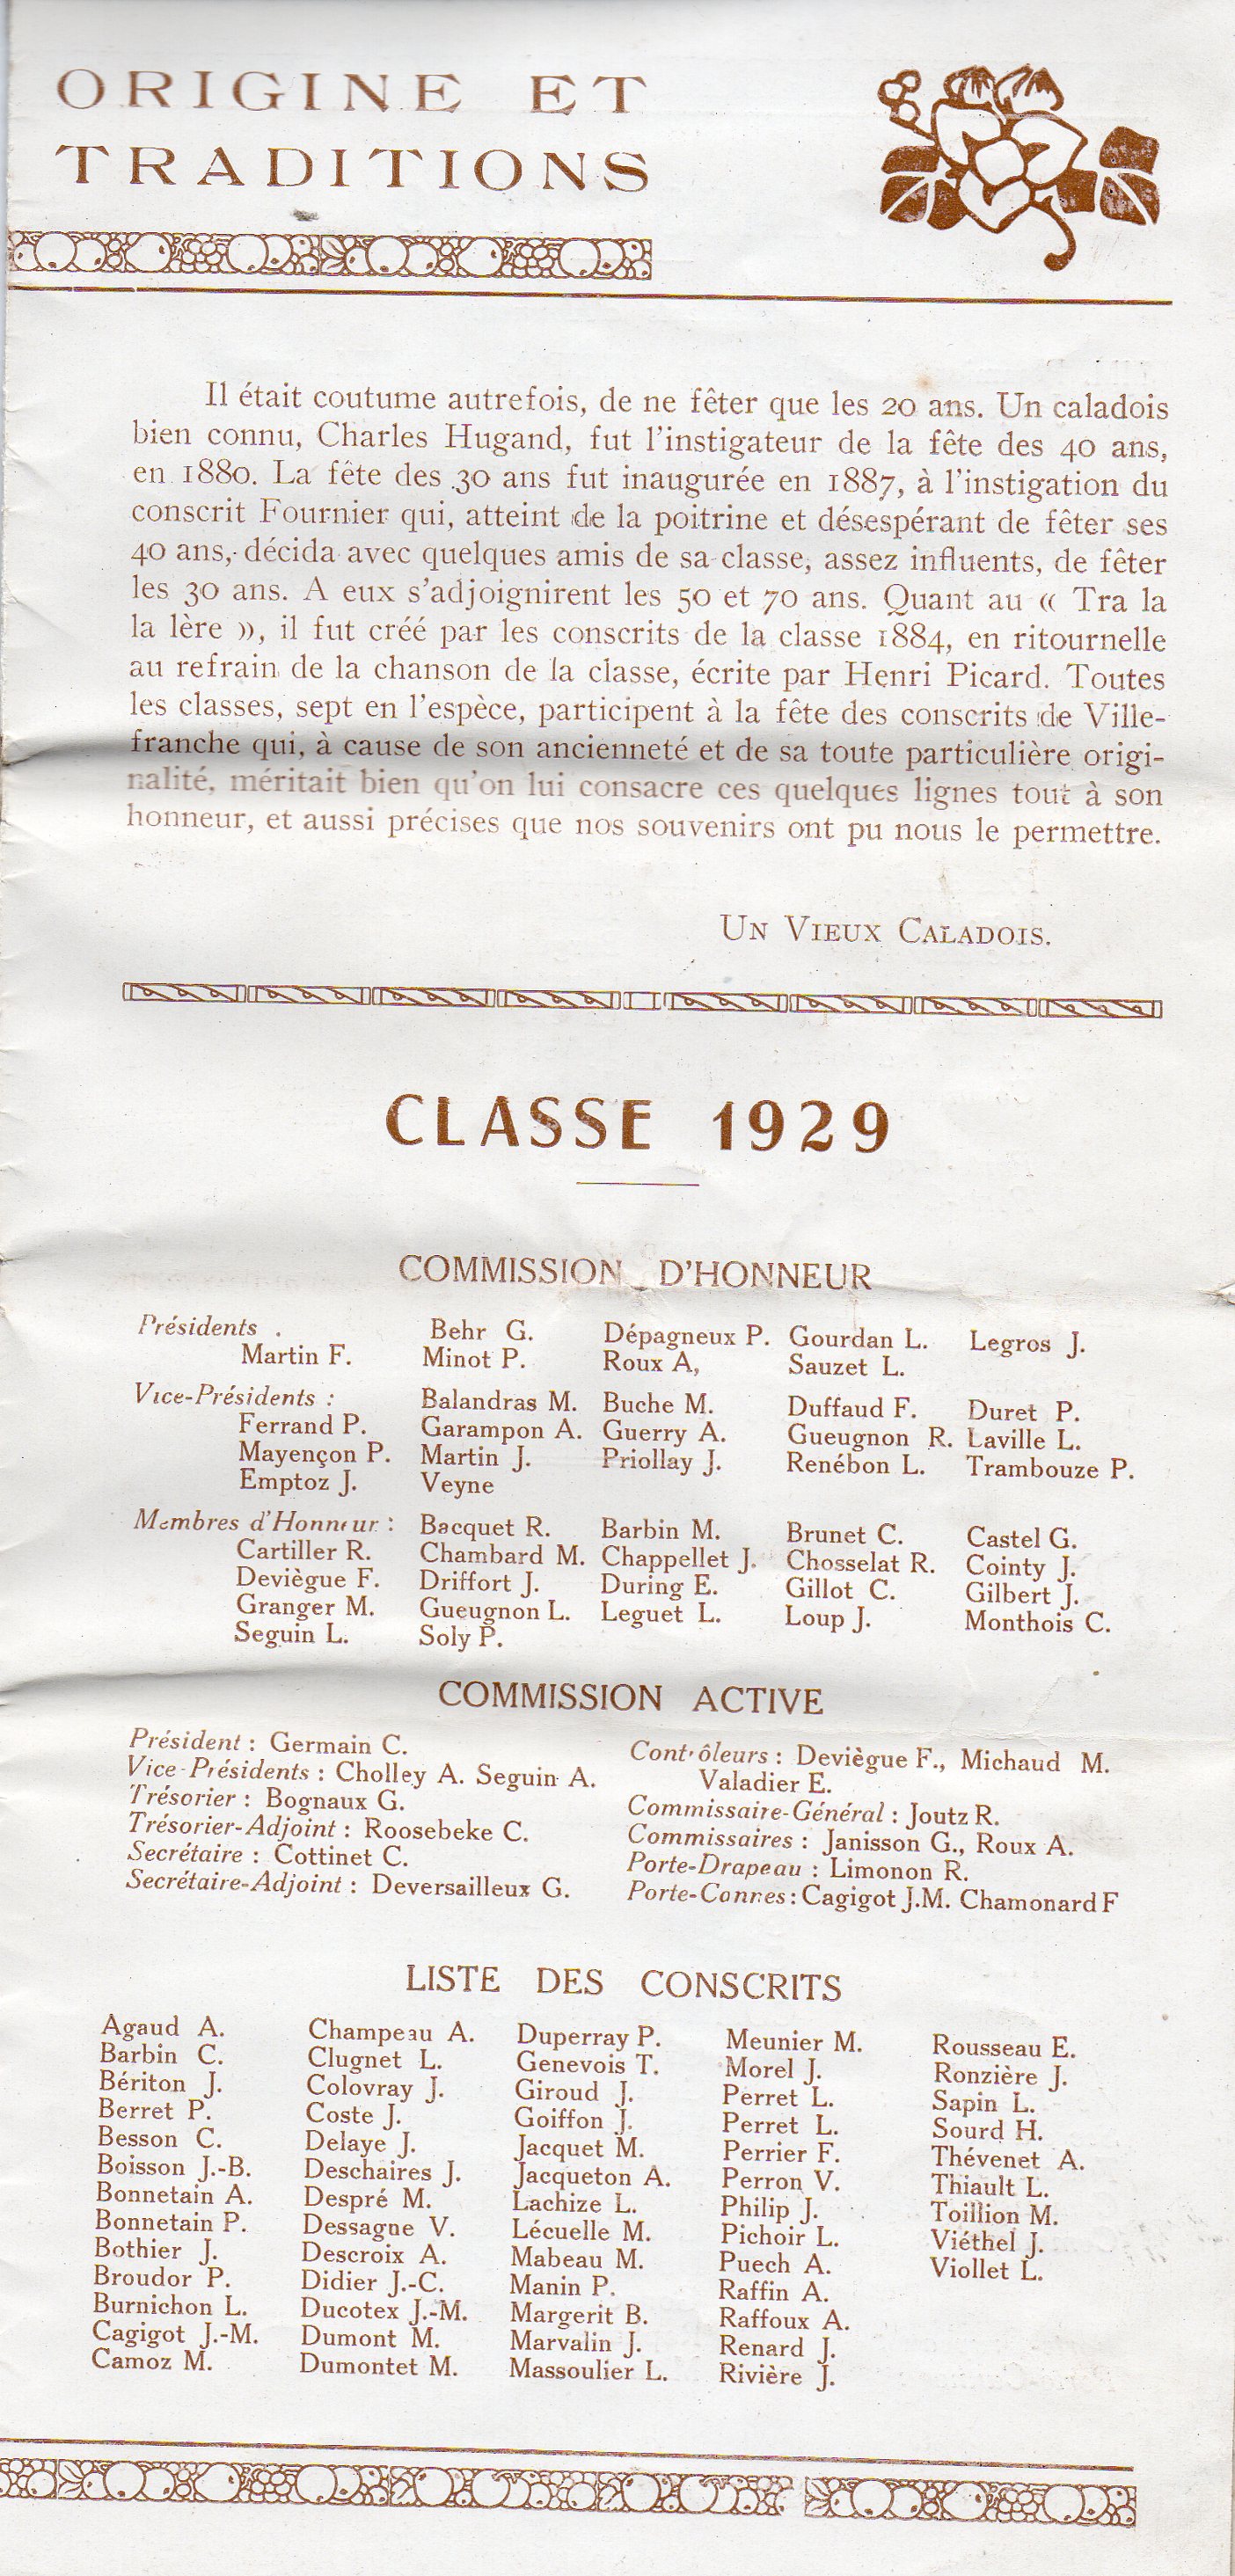 ORIGINE ET
TRADITIONS
Il était coutume autrefois, de ne fêter que les 20 ans. Un caladois
bien connu, Charles Hugand, fut l'instigateur de la fête des 40 ans,
en 1880. La fête des 30 ans fut inaugurée en 1887, à l'instigation du
conscrit Fournier qui, atteint de la poitrine et désespérant de fêter ses
40 ans, décida avec quelques amis de sa classe, assez influents, de fêter
les 30 ans. A eux s'adjoignirent les 50 et 70 ans. Quant au « Tra la
la lère », il fut créé par les conscrits de la classe 1884, en ritournelle
au refrain de la chanson de la classe, écrite par Henri Picard. Toutes
les classes, sept en l'espèce, participent à la fête des conscrits de Ville-
franche qui, à cause de son ancienneté et de sa toute particulière origi-
nalité, méritait bien qu'on lui consacre ces quelques lignes tout à son
honneur, et aussi précises que nos souvenirs ont pu nous le permettre.
UN VIEUX CALADOIS.
CLASSE 1929
COMMISSION D'HONNEUR
Présidents . Behr G. Dépagneux P. Gourdan L. Legros J.
Martin F. Minot P. Roux A, Sauzet L.
Vice-Présidents : Balandras M. Buche M. Duffaud F. Duret P.
Ferrand P. Garampon A. Guerry A. Gueugnon R. Laville L.
Mayençon P. Martin J. Priollay J. Renébon L. Trambouze P.
Emptoz J. Veyne
Membres d'Honneur : Bacquet R. Barbin M. Brunet C. Castel G.
Cartiller R. Chambard M. Chappellet J. Chosselat R. Cointy J.
Deviègue F. Driffort J. During E. Gillot C. Gilbert J.
Granger M. Gueugnon L. Leguet L. Loup J. Monthois C.
Seguin L. Soly P.
COMMISSION ACTIVE
Président : Germain C.
Vice-Présidents : Cholley A. Seguin A.
Trésorier : Bognaux G.
Trésorier-Adjoint : Roosebeke C.
Secrétaire : Cottinet C.
Secrétaire-Adjoint : Deversailleux G.
Contrôleurs : Deviègue F., Michaud M.
Valadier E.
Commissaire-Général : Joutz R.
Commissaires : Janisson G., Roux A.
Porte-Drapeau : Limonon R.
Porte-Cannes : Cagigot J.M. Chamonard F
LISTE DES CONSCRITS
Agaud A.
Barbin C.
Bériton J.
Berret P.
Besson C.
Boisson J.-B.
Bonnetain A.
Bonnetain P.
Bothier J.
Broudor P.
Burnichon L.
Cagigot J.-M.
Camoz M.
Champeau A.
Clugnet L.
Colovray J.
Coste J.
Delaye J.
Deschaires J.
Despré M.
Dessagne V.
Descroix A.
Didier J.-C.
Ducotex J.-M.
Dumont M.
Dumontet M.
Duperray P.
Genevois T.
Giroud J.
Goiffon J.
Jacquet M.
Jacqueton A.
Lachize L.
Lécuelle M.
Mabeau M.
Manin P.
Margerit B.
Marvalin J.
Massoulier L.
Meunier M.
Morel J.
Perret L.
Perret L.
Perrier F.
Perron V.
Philip J.
Pichoir L.
Puech A.
Raffin A.
Raffoux A.
Renard J.
Rivière J.
Rousseau E.
Ronzière J.
Sapin L.
Sourd H.
Thévenet A.
Thiault L.
Toillion M.
Viéthel J.
Viollet L.